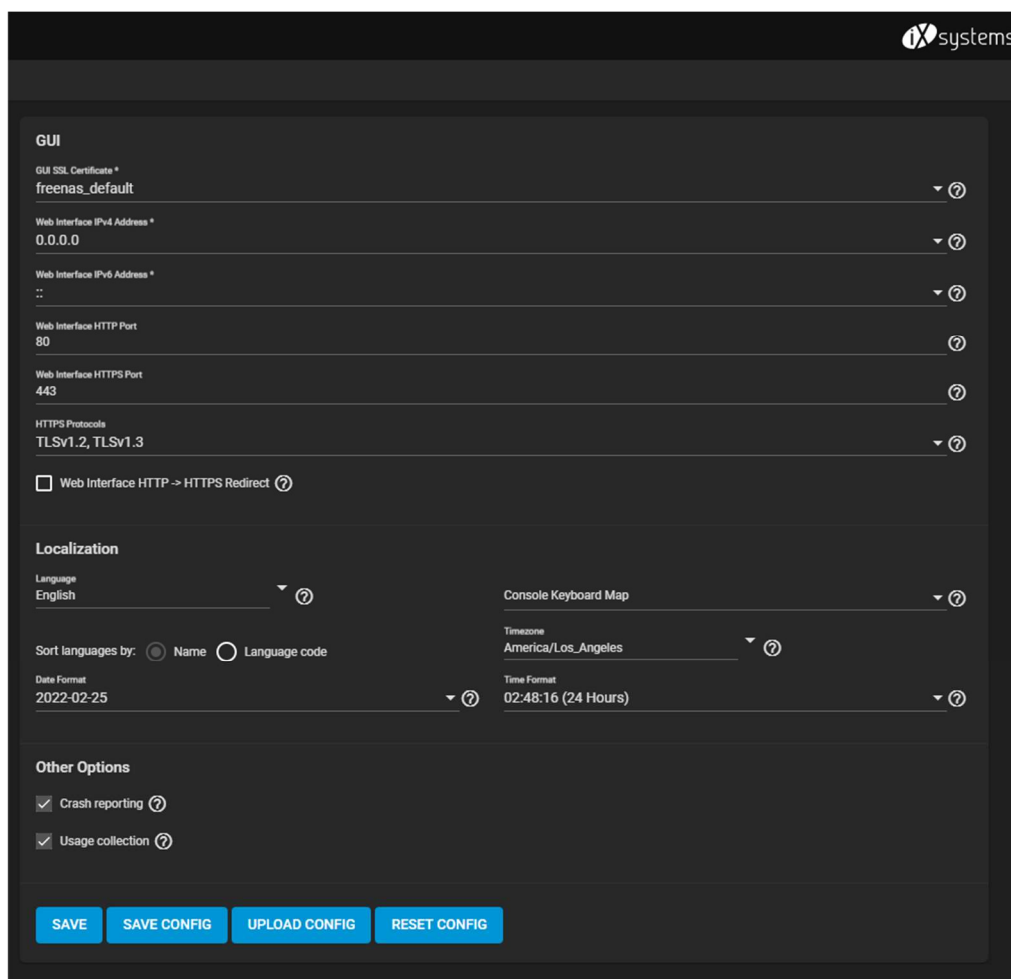 iX systems
GUI
GUI SSL Certificate *
freenas_default
Web Interface IPv4 Address *
0.0.0.0
Web Interface IPv6 Address *
::
Web Interface HTTP Port
80
Web Interface HTTPS Port
443
HTTPS Protocols
TLSv1.2, TLSv1.3
Web Interface HTTP -> HTTPS Redirect
Localization
Language
English
Console Keyboard Map
Sort languages by: Name Language code
Timezone
America/Los_Angeles
Date Format
2022-02-25
Time Format
02:48:16 (24 Hours)
Other Options
Crash reporting
Usage collection
SAVE SAVE CONFIG UPLOAD CONFIG RESET CONFIG